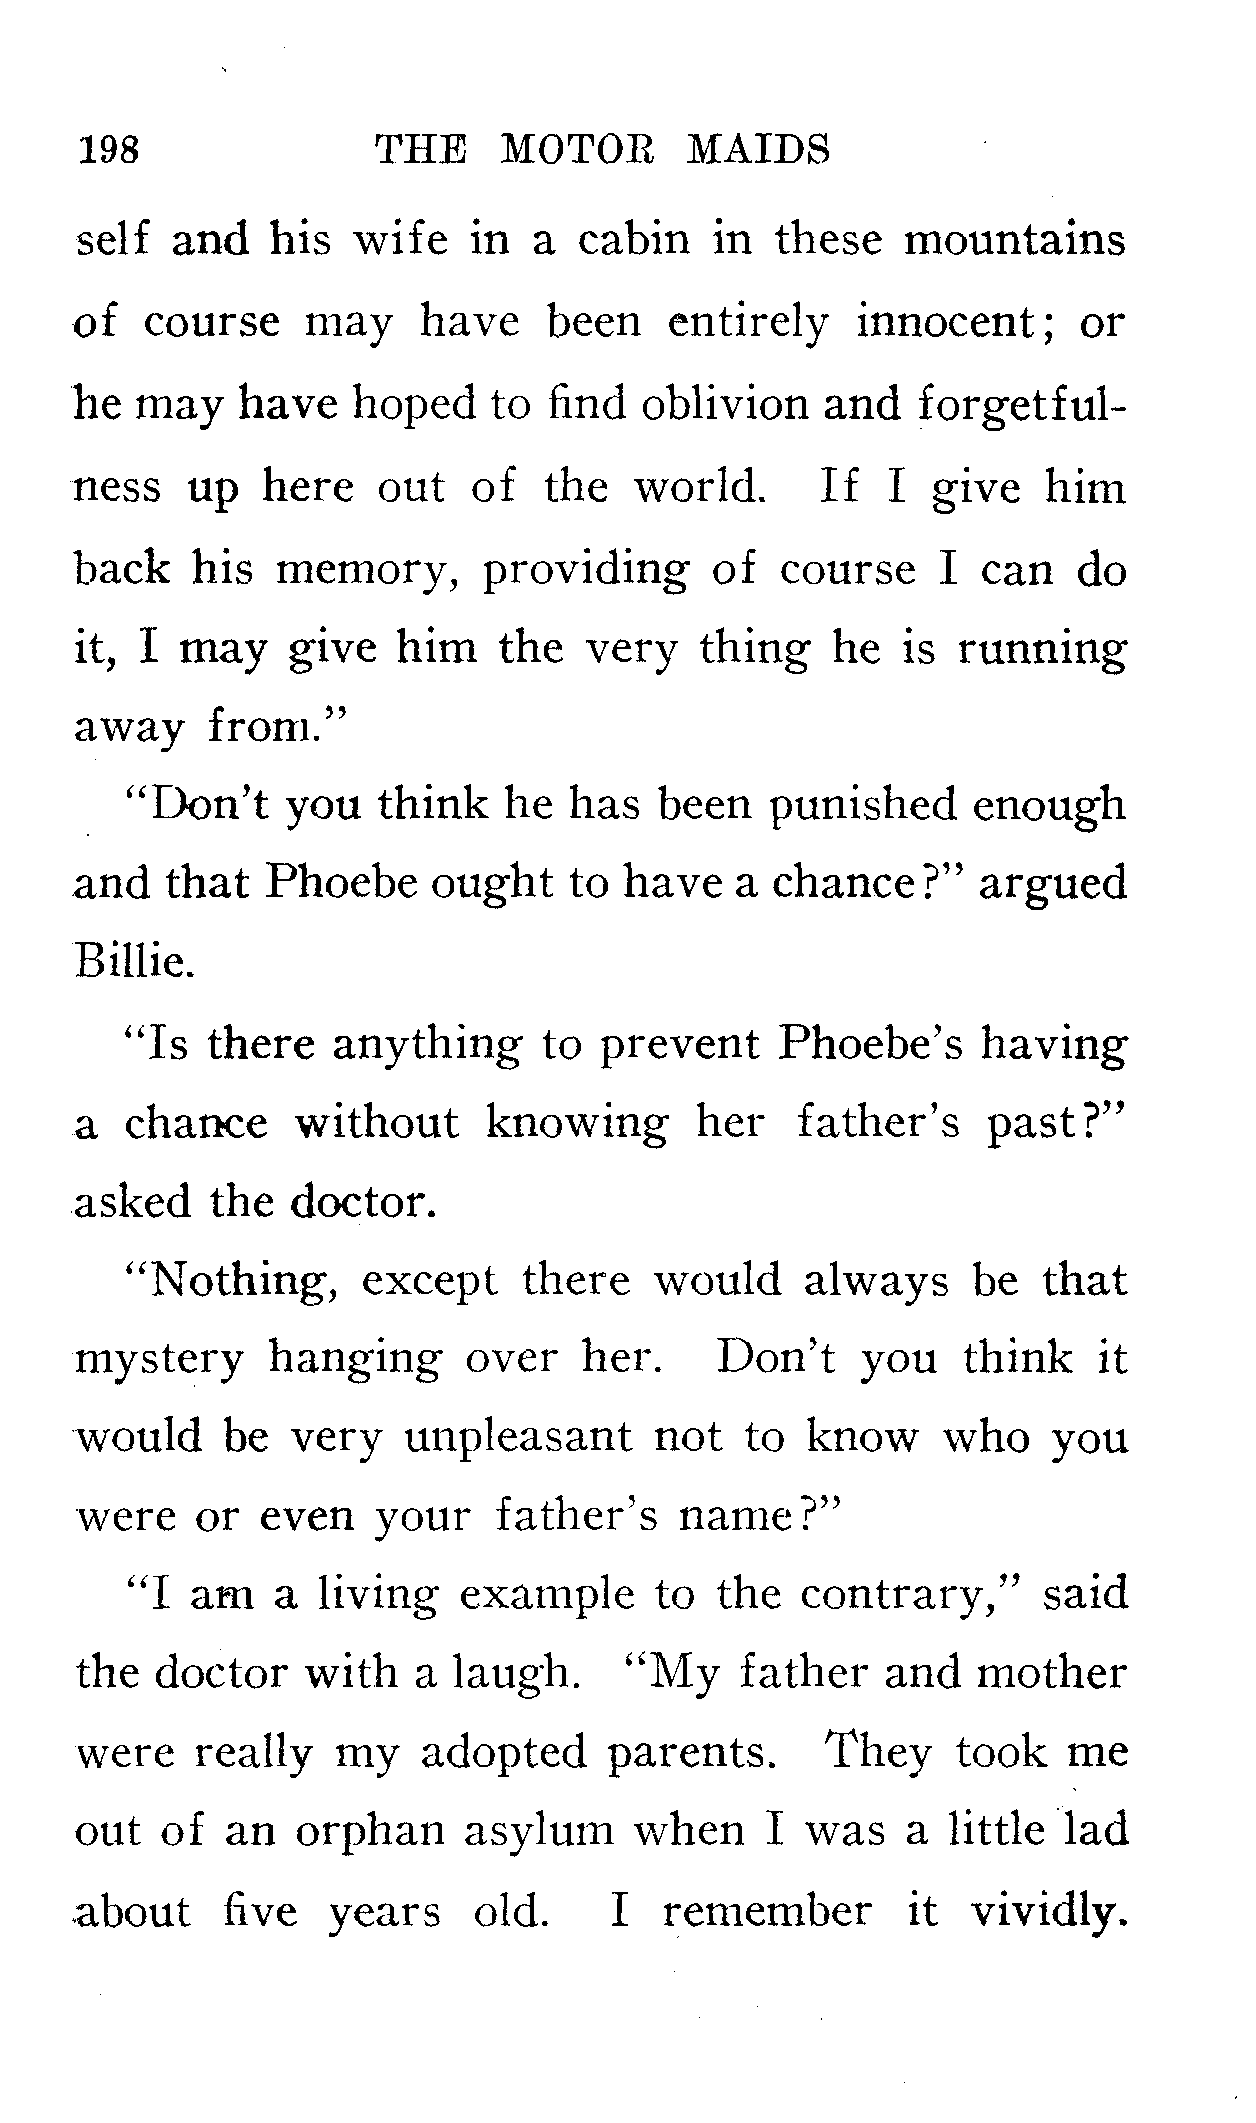 198 THE MOTOR MAIDS
self and his wife in a cabin in these mountains
of course may have been entirely innocent; or
he may have hoped to find oblivion and forgetful-
ness up here out of the world. If I give him
back his memory, providing of course I can do
it, I may give him the very thing he is running
away from."
"Don't you think he has been punished enough
and that Phoebe ought to have a chance?" argued
Billie.
"Is there anything to prevent Phoebe's having
a chance without knowing her father's past?"
asked the doctor.
"Nothing, except there would always be that
mystery hanging over her. Don't you think it
would be very unpleasant not to know who you
were or even your father's name?"
"I am a living example to the contrary," said
the doctor with a laugh. "My father and mother
were really my adopted parents. They took me
out of an orphan asylum when I was a little lad
about five years old. I remember it vividly.